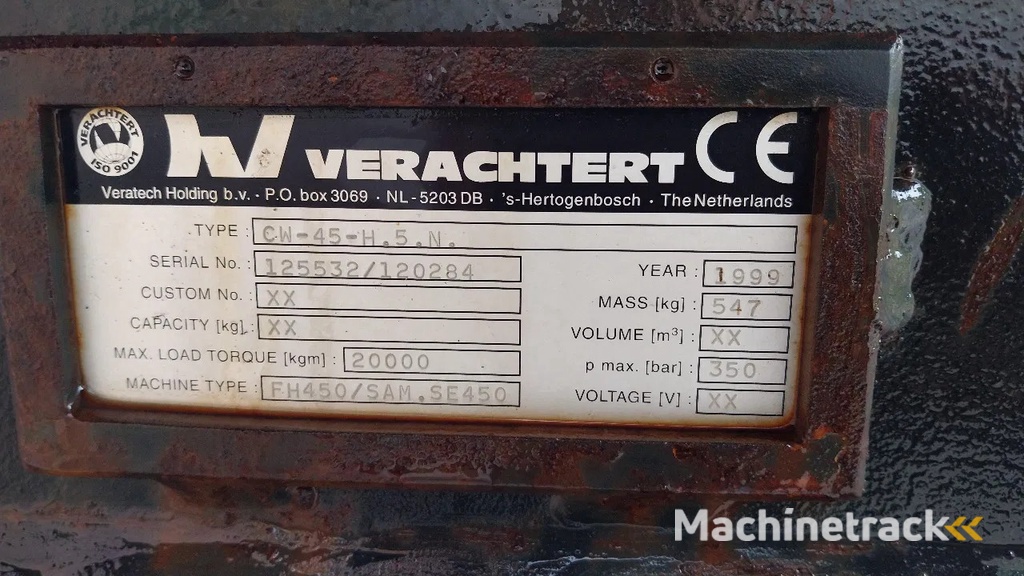 VERACHTERT
ISO 9001
VERACHTERT CE
Veratech Holding b.v. · P.O. box 3069 · NL - 5203 DB · 's-Hertogenbosch · The Netherlands
TYPE : CW-45-H.5.N.
SERIAL No. : 125532/120284
YEAR : 1999
CUSTOM No. : XX
MASS [kg] : 547
CAPACITY [kg] : XX
VOLUME [m³] : XX
MAX. LOAD TORQUE [kgm] : 20000
p max. [bar] : 350
MACHINE TYPE : FH450/SAM.SE450
VOLTAGE [V] : XX
Machinetrack